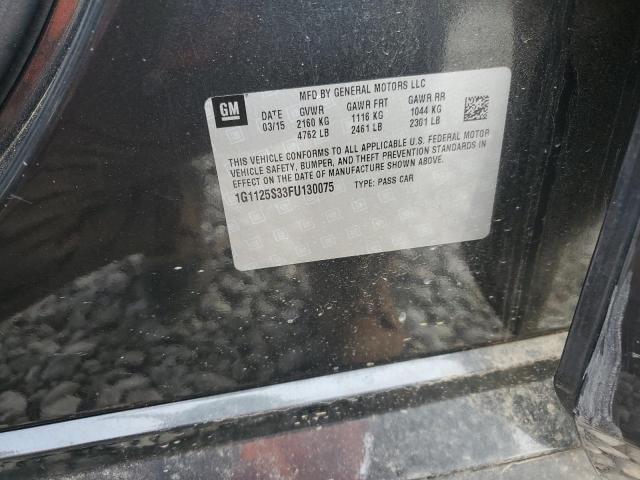 MFD BY GENERAL MOTORS LLC
GM
DATE GVWR GAWR FRT GAWR RR
03/15 2160 KG 1116 KG 1044 KG
4762 LB 2461 LB 2301 LB
THIS VEHICLE CONFORMS TO ALL APPLICABLE U.S. FEDERAL MOTOR
VEHICLE SAFETY, BUMPER, AND THEFT PREVENTION STANDARDS IN
EFFECT ON THE DATE OF MANUFACTURE SHOWN ABOVE.
1G1125S33FU130075 TYPE: PASS CAR